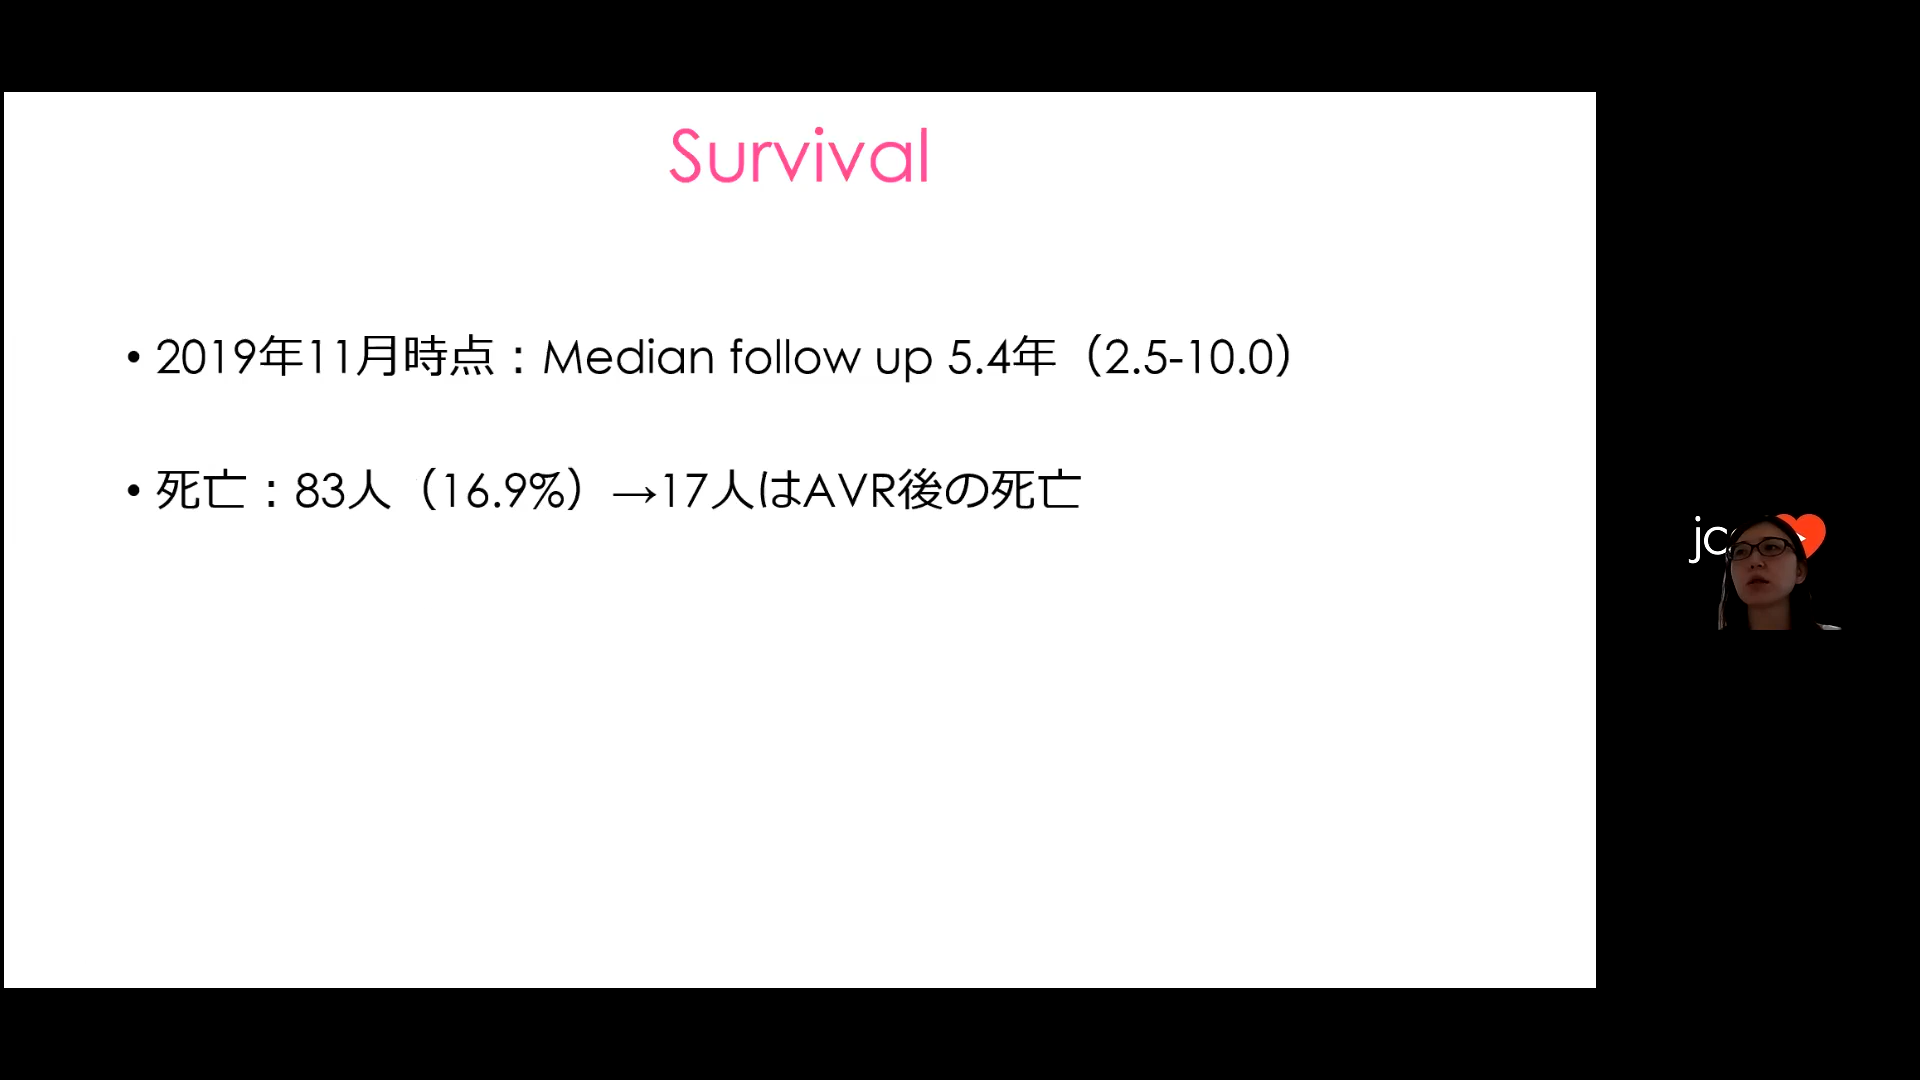 Survival
• 2019年11月時点：Median follow up 5.4年（2.5-10.0）
• 死亡：83人（16.9%）→17人はAVR後の死亡